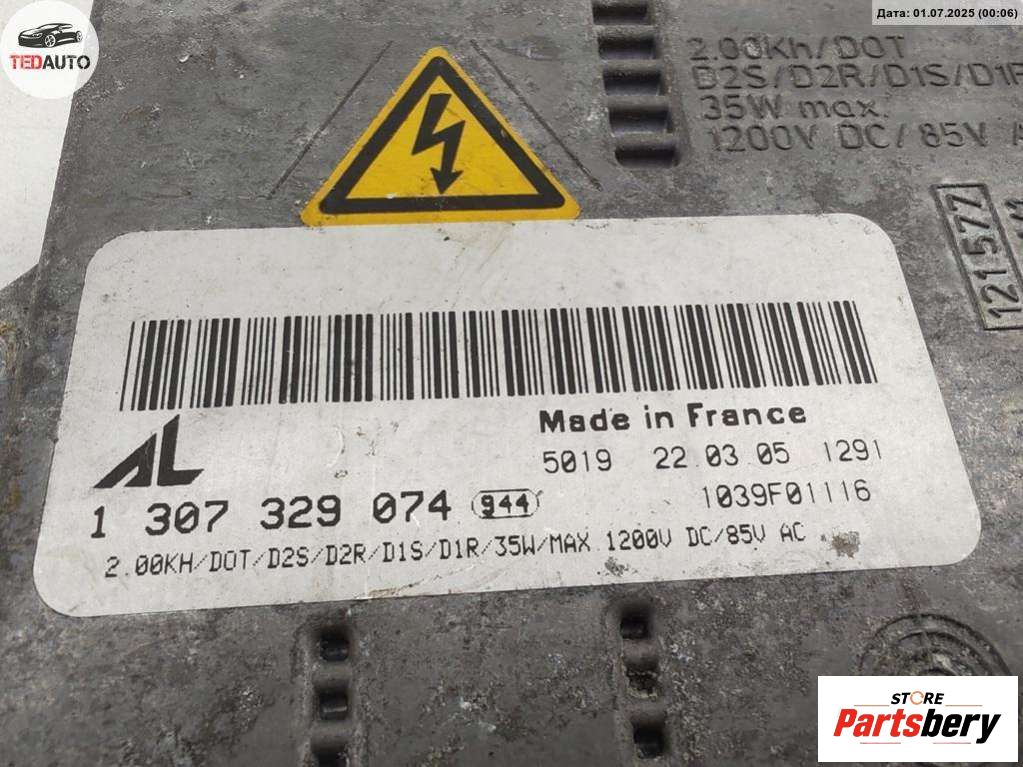 TEDAUTO
Дата: 01.07.2025 (00:06)
2.00Kh/DOT
D2S/D2R/D1S/D1R
35W max.
1200V DC/85V A
121577
Made in France
5019 22 03 05 1291
1039F01116
AL
1 307 329 074 944
2.00KH/DOT/D2S/D2R/D1S/D1R/35W/MAX 1200V DC/85V AC
STORE
Partsbery